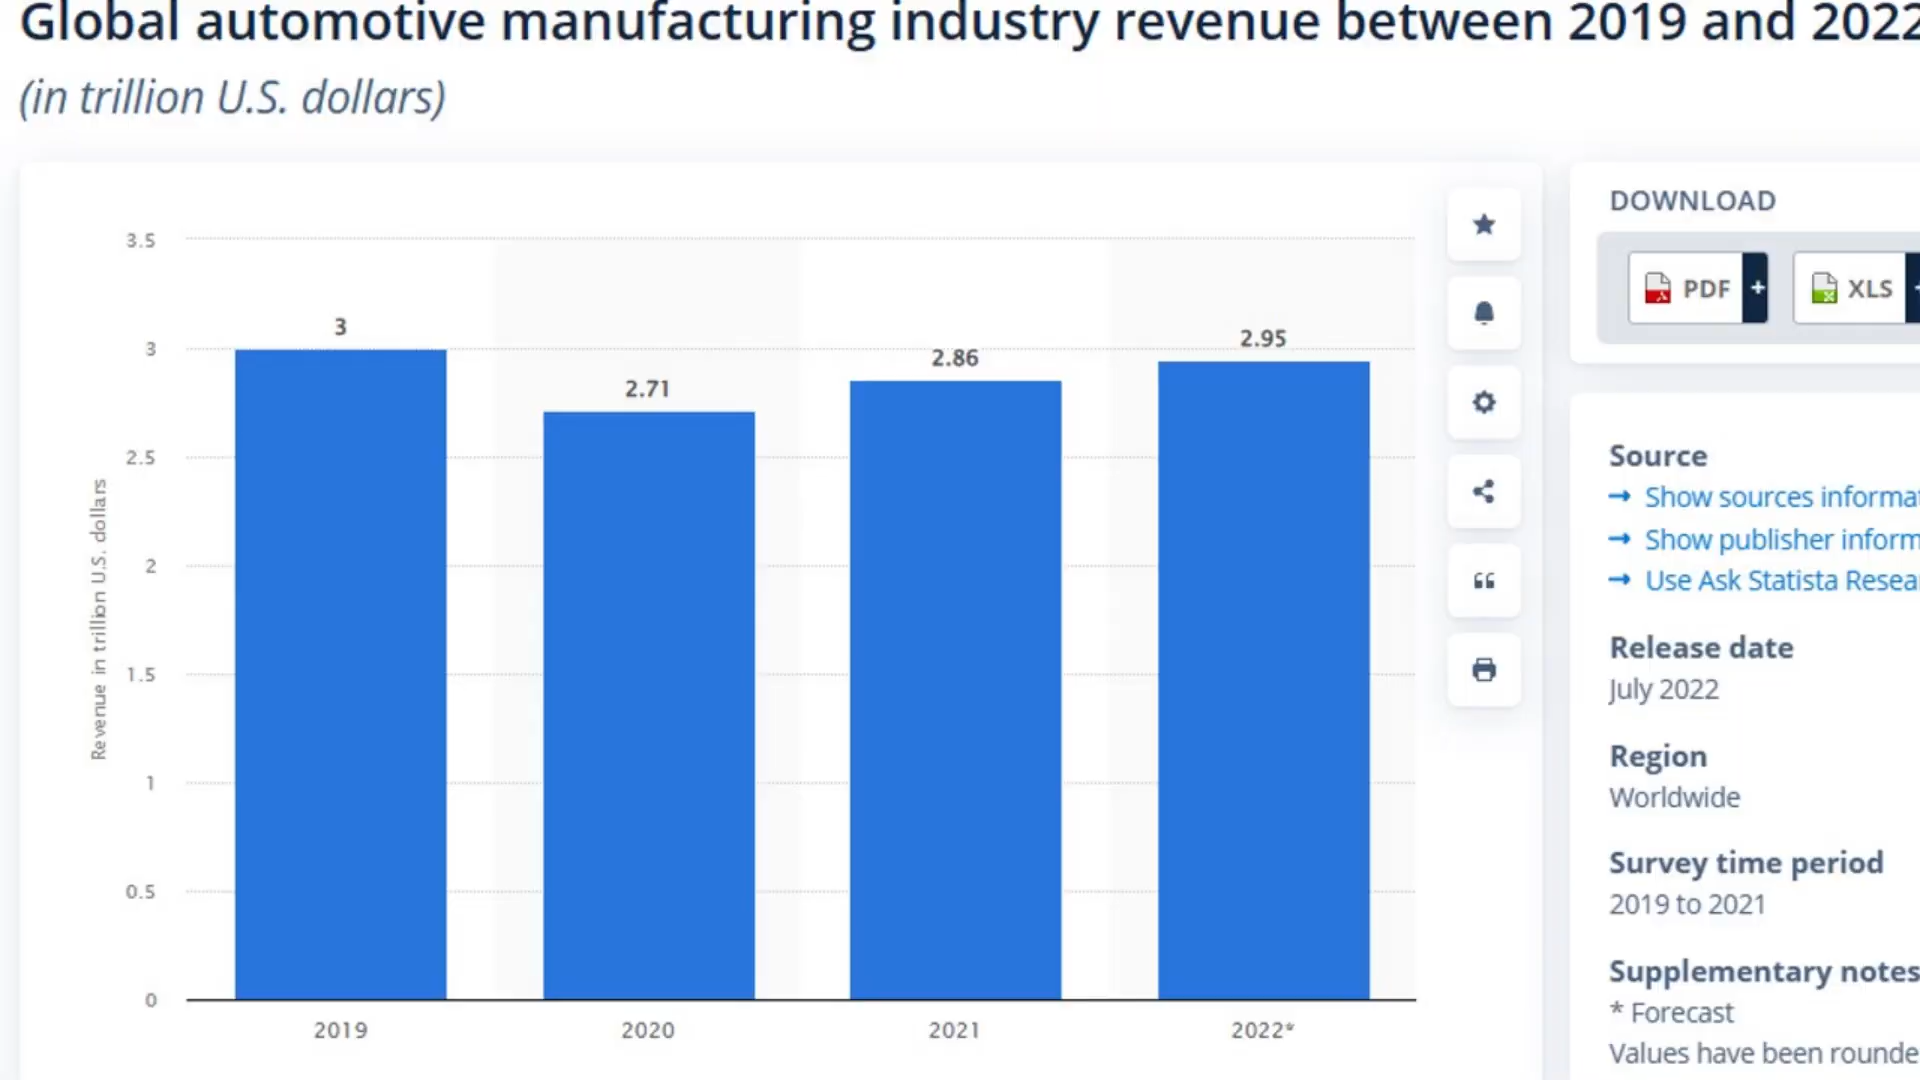 Global automotive manufacturing industry revenue between 2019 and 2022
(in trillion U.S. dollars)
3.5
3
2.5
2
1.5
1
0.5
0
Revenue in trillion U.S. dollars
3
2.71
2.86
2.95
2019
2020
2021
2022*
DOWNLOAD
PDF +
XLS
Source
→ Show sources
→ Show publisher
→ Use Ask Statista
Release date
July 2022
Region
Worldwide
Survey time period
2019 to 2021
Supplementary notes
* Forecast
Values have been